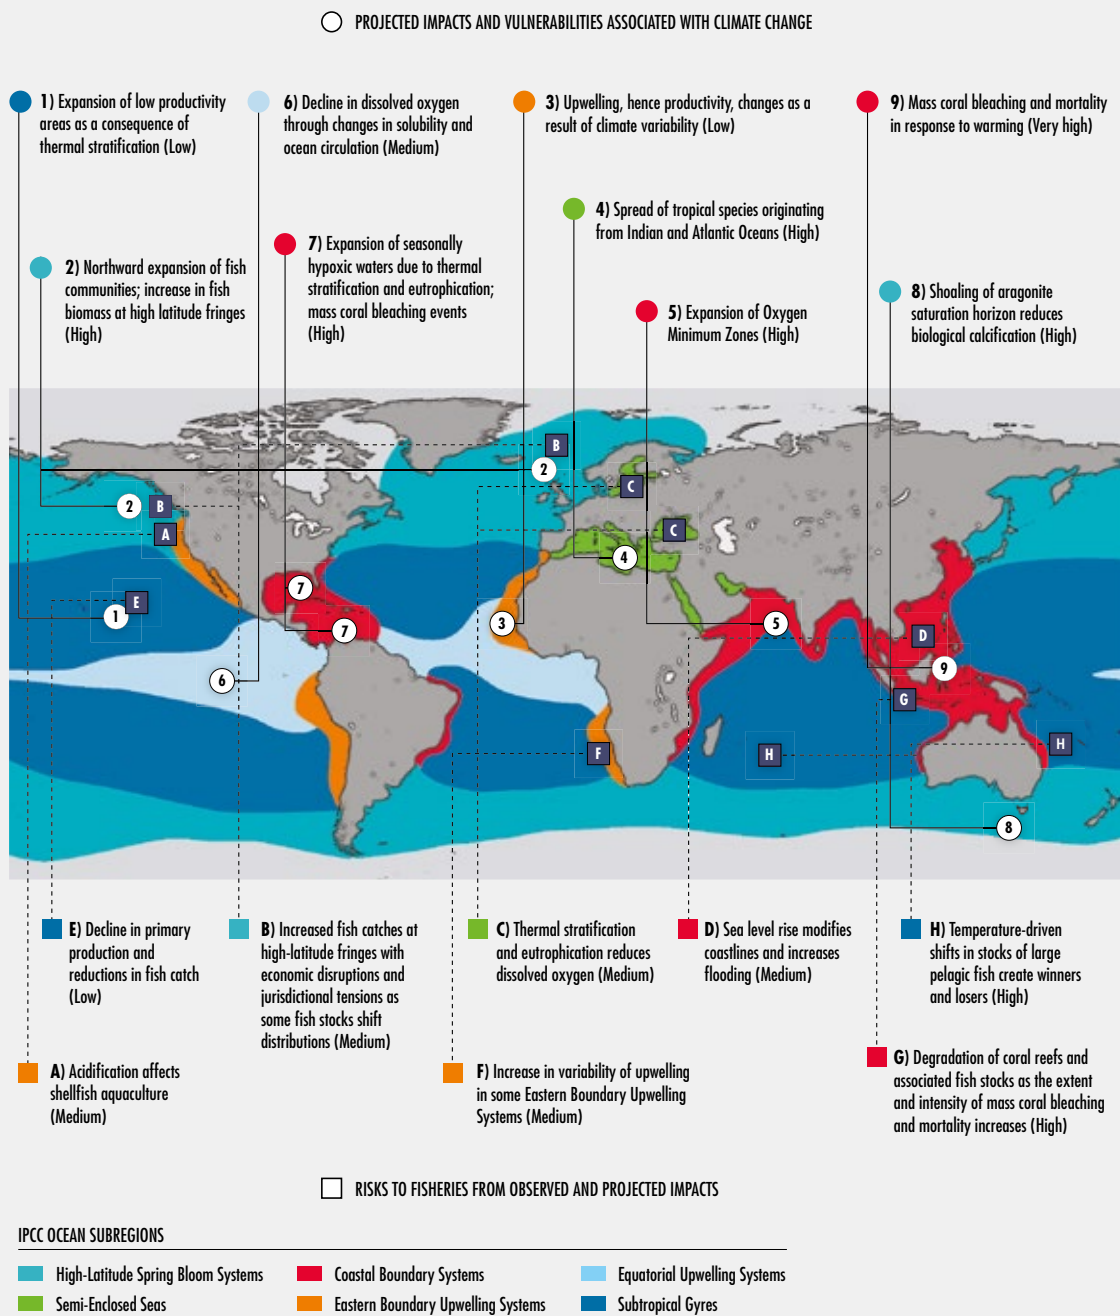 PROJECTED IMPACTS AND VULNERABILITIES ASSOCIATED WITH CLIMATE CHANGE
1) Expansion of low productivity
areas as a consequence of
thermal stratification (Low)
6) Decline in dissolved oxygen
through changes in solubility and
ocean circulation (Medium)
3) Upwelling, hence productivity, changes as a
result of climate variability (Low)
9) Mass coral bleaching and mortality
in response to warming (Very high)
4) Spread of tropical species originating
from Indian and Atlantic Oceans (High)
7) Expansion of seasonally
hypoxic waters due to thermal
stratification and eutrophication;
mass coral bleaching events
(High)
2) Northward expansion of fish
communities; increase in fish
biomass at high latitude fringes
(High)
5) Expansion of Oxygen
Minimum Zones (High)
8) Shoaling of aragonite
saturation horizon reduces
biological calcification (High)
B
2
C
2
B
A
C
4
7
E
1
3
5
7
D
9
6
G
F
H
H
8
E) Decline in primary
production and
reductions in fish catch
(Low)
B) Increased fish catches at
high-latitude fringes with
economic disruptions and
jurisdictional tensions as
some fish stocks shift
distributions (Medium)
C) Thermal stratification
and eutrophication reduces
dissolved oxygen (Medium)
D) Sea level rise modifies
coastlines and increases
flooding (Medium)
H) Temperature-driven
shifts in stocks of large
pelagic fish create winners
and losers (High)
A) Acidification affects
shellfish aquaculture
(Medium)
F) Increase in variability of upwelling
in some Eastern Boundary Upwelling
Systems (Medium)
G) Degradation of coral reefs and
associated fish stocks as the extent
and intensity of mass coral bleaching
and mortality increases (High)
RISKS TO FISHERIES FROM OBSERVED AND PROJECTED IMPACTS
IPCC OCEAN SUBREGIONS
High-Latitude Spring Bloom Systems
Coastal Boundary Systems
Equatorial Upwelling Systems
Semi-Enclosed Seas
Eastern Boundary Upwelling Systems
Subtropical Gyres